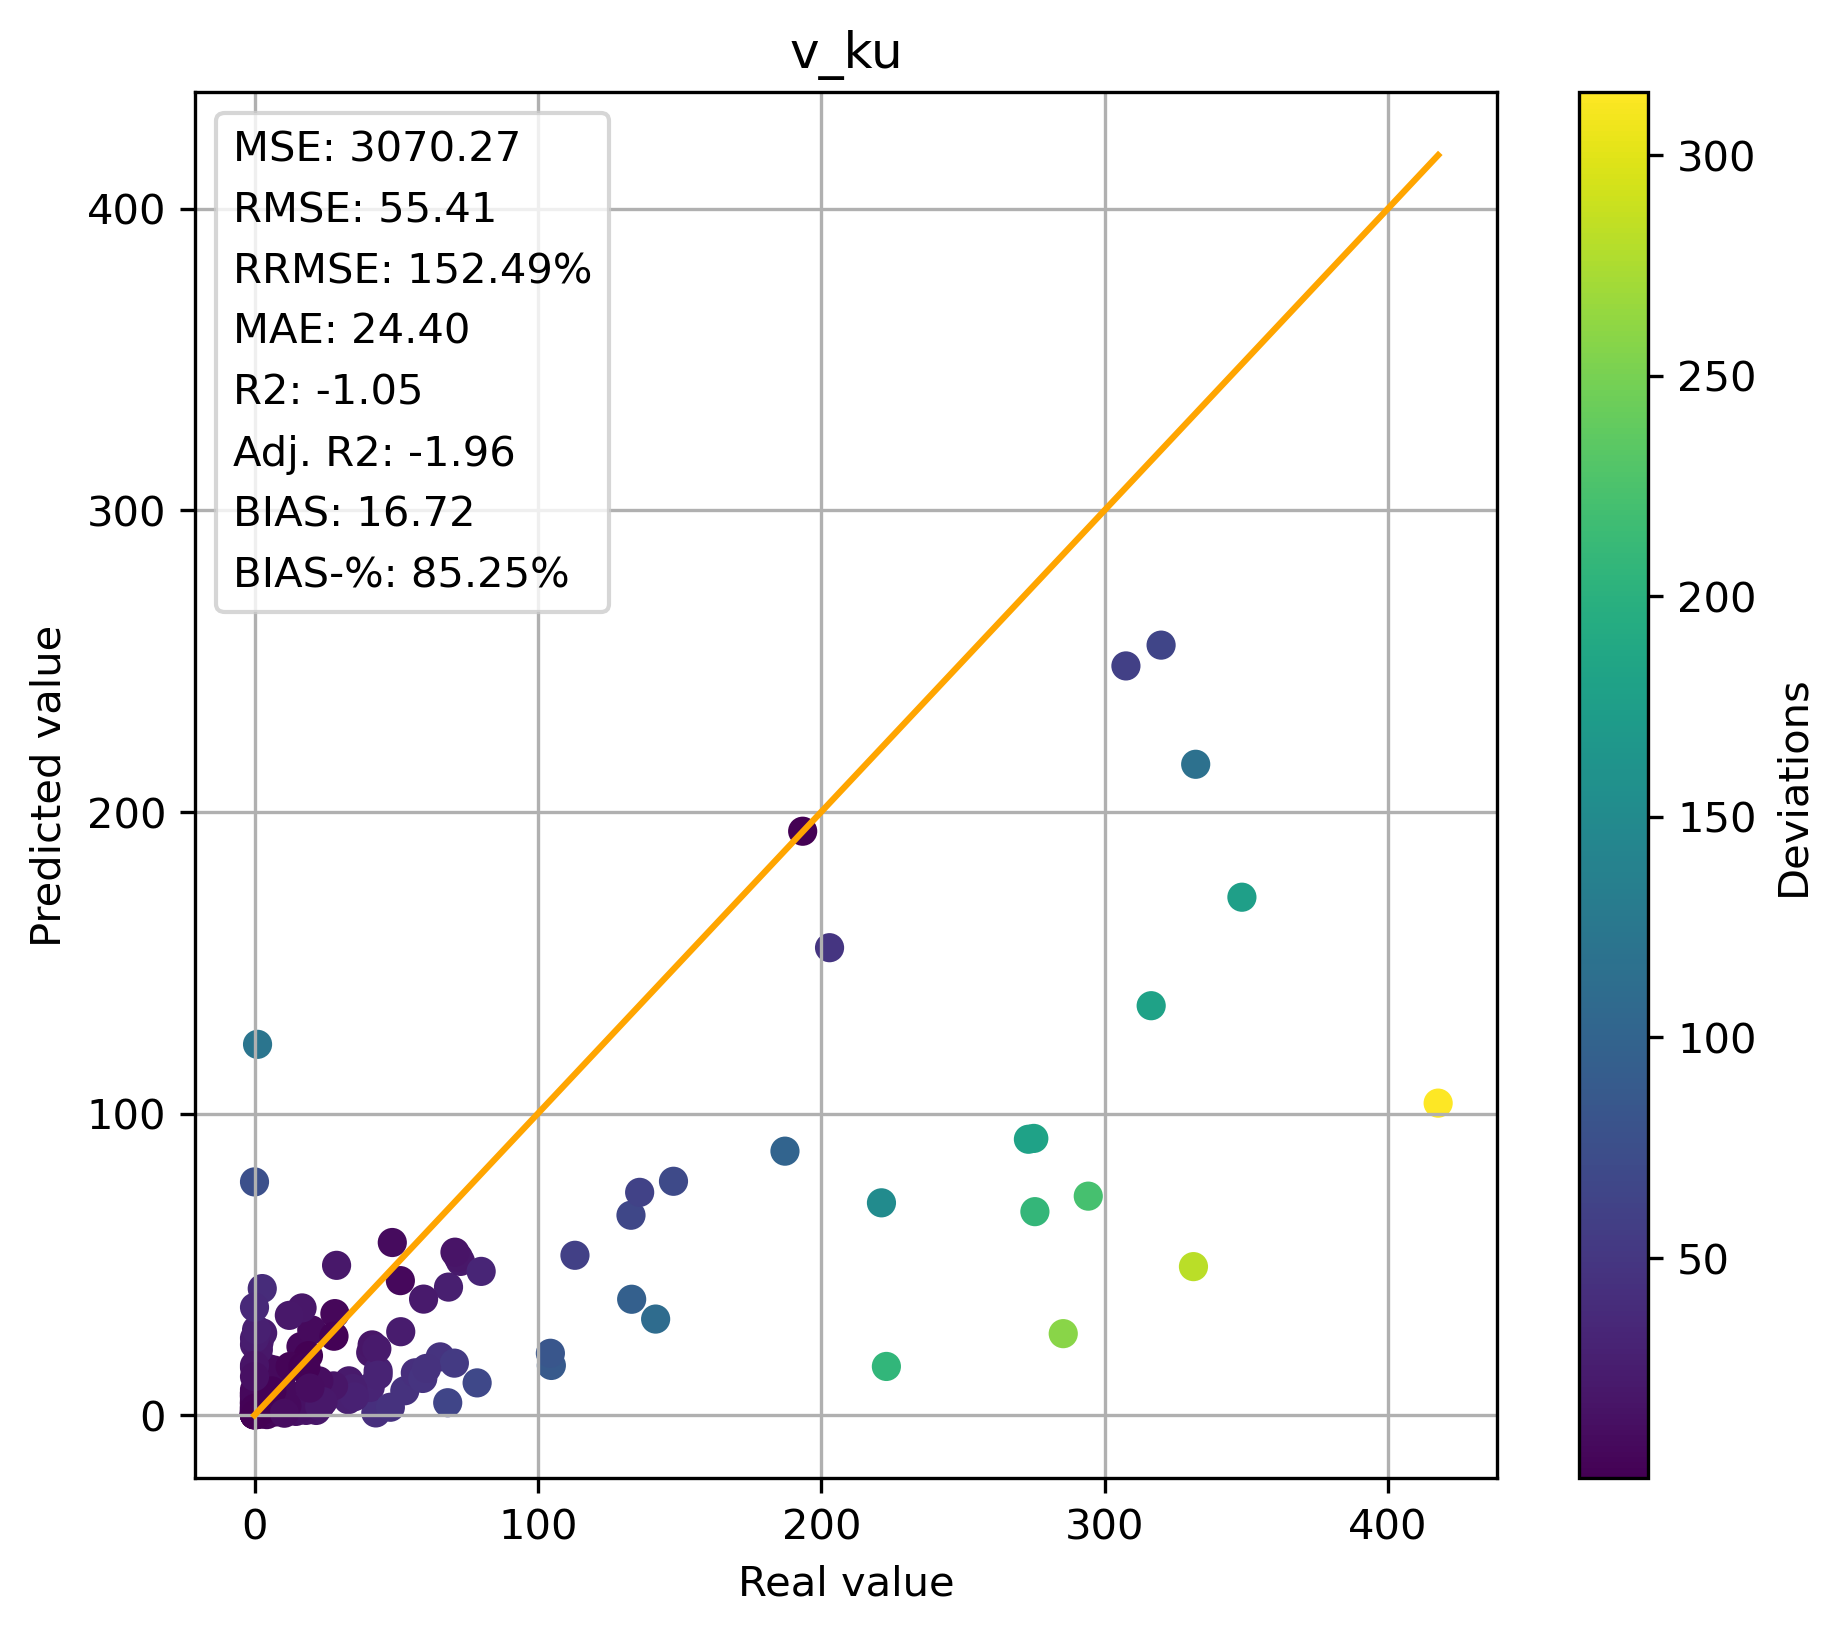 v_ku
MSE: 3070.27
RMSE: 55.41
RRMSE: 152.49%
MAE: 24.40
R2: -1.05
Adj. R2: -1.96
BIAS: 16.72
BIAS-%: 85.25%
400
300
200
100
0
Predicted value
0 100 200 300 400
Real value
300
250
200
150
100
50
Deviations